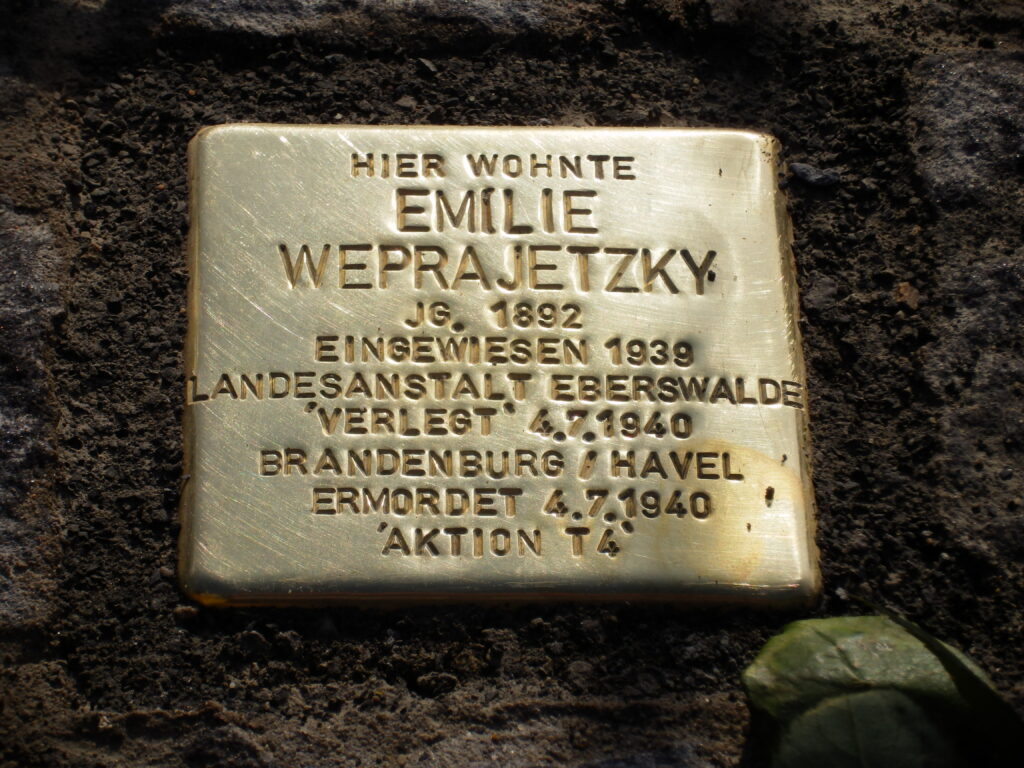 HIER WOHNTE
EMILIE
WEPRAJETZKY
JG. 1892
EINGEWIESEN 1939
LANDESANSTALT EBERSWALDE
'VERLEGT' 4.7.1940
BRANDENBURG / HAVEL
ERMORDET 4.7.1940
'AKTION T4'